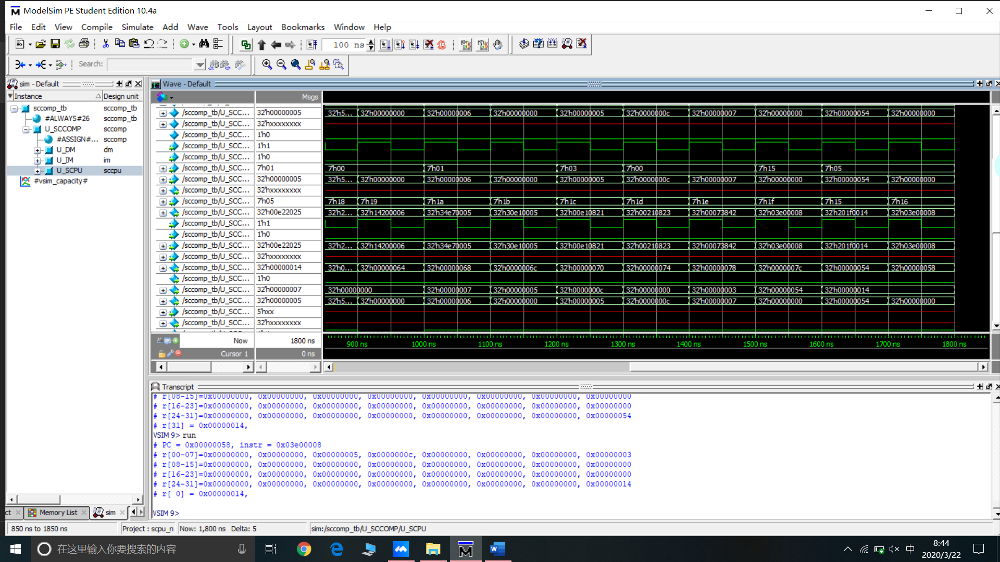 ModelSim PE Student Edition 10.4a
File Edit View Compile Simulate Add Wave Tools Layout Bookmarks Window Help
100 ns
Search:
sim - Default
Instance Design unit
sccomp_tb sccomp_tb
#ALWAYS#26 sccomp_tb
U_SCCOMP sccomp
#ASSIGN#... sccomp
U_DM dm
U_IM im
U_SCPU sccpu
#vsim_capacity#
Wave - Default
Msgs
/sccomp_tb/U_SCC... 32'h00000005 32'h5... 32'h00000000 32'h00000006 32'h00000000 32'h00000005 32'h0000000c 32'h00000007 32'h00000000 32'h00000054 32'h00000000
/sccomp_tb/U_SCC... 32'hxxxxxxxx
/sccomp_tb/U_SCC... 1'h0
/sccomp_tb/U_SCC... 1'h1
/sccomp_tb/U_SCC... 1'h0
/sccomp_tb/U_SCC... 7'h01 7'h00 7'h01 7'h03 7'h00 7'h15 7'h05
/sccomp_tb/U_SCC... 32'h00000005 32'h5... 32'h00000000 32'h00000006 32'h00000000 32'h00000005 32'h0000000c 32'h00000007 32'h00000000 32'h00000054 32'h00000000
/sccomp_tb/U_SCC... 32'hxxxxxxxx
/sccomp_tb/U_SCC... 7'h05 7'h18 7'h19 7'h1a 7'h1b 7'h1c 7'h1d 7'h1e 7'h1f 7'h15 7'h16
/sccomp_tb/U_SCC... 32'h00e22025 32'h2... 32'h14200006 32'h34e70005 32'h30e10005 32'h00e10821 32'h00210823 32'h00073842 32'h03e00008 32'h201f0014 32'h03e00008
/sccomp_tb/U_SCC... 1'h1
/sccomp_tb/U_SCC... 1'h0
/sccomp_tb/U_SCC... 32'h00e22025 32'h2... 32'h14200006 32'h34e70005 32'h30e10005 32'h00e10821 32'h00210823 32'h00073842 32'h03e00008 32'h201f0014 32'h03e00008
/sccomp_tb/U_SCC... 32'hxxxxxxxx
/sccomp_tb/U_SCC... 32'h00000014 32'h0... 32'h00000064 32'h00000068 32'h0000006c 32'h00000070 32'h00000074 32'h00000078 32'h0000007c 32'h00000054 32'h00000058
/sccomp_tb/U_SCC... 1'h0
/sccomp_tb/U_SCC... 32'h00000007 32'h00000000 32'h00000007 32'h00000005 32'h0000000c 32'h00000000 32'h00000003 32'h00000054 32'h00000014
/sccomp_tb/U_SCC... 32'h00000005 32'h5... 32'h00000000 32'h00000006 32'h00000000 32'h00000005 32'h0000000c 32'h00000007 32'h00000000 32'h00000054 32'h00000000
/sccomp_tb/U_SCC... 5'hxx
/sccomp_tb/U_SCC... 32'hxxxxxxxx
Now 1800 ns 900 ns 1000 ns 1100 ns 1200 ns 1300 ns 1400 ns 1500 ns 1600 ns 1700 ns 1800 ns
Cursor 1 0 ns
Transcript
# r[08-15]=0x00000000, 0x00000000, 0x00000000, 0x00000000, 0x00000000, 0x00000000, 0x00000000, 0x00000000
# r[16-23]=0x00000000, 0x00000000, 0x00000000, 0x00000000, 0x00000000, 0x00000000, 0x00000000, 0x00000000
# r[24-31]=0x00000000, 0x00000000, 0x00000000, 0x00000000, 0x00000000, 0x00000000, 0x00000000, 0x00000054
# r[31] = 0x00000014,
VSIM 9> run
# PC = 0x00000058, instr = 0x03e00008
# r[00-07]=0x00000000, 0x00000000, 0x00000005, 0x0000000c, 0x00000000, 0x00000000, 0x00000000, 0x00000003
# r[08-15]=0x00000000, 0x00000000, 0x00000000, 0x00000000, 0x00000000, 0x00000000, 0x00000000, 0x00000000
# r[16-23]=0x00000000, 0x00000000, 0x00000000, 0x00000000, 0x00000000, 0x00000000, 0x00000000, 0x00000000
# r[24-31]=0x00000000, 0x00000000, 0x00000000, 0x00000000, 0x00000000, 0x00000000, 0x00000000, 0x00000014
# r[ 0] = 0x00000014,
VSIM 9>
ct Memory List sim
850 ns to 1850 ns Project : scpu_n Now: 1,800 ns Delta: 5 sim:/sccomp_tb/U_SCCOMP/U_SCPU
在这里输入你要搜索的内容
中
8:44
2020/3/22